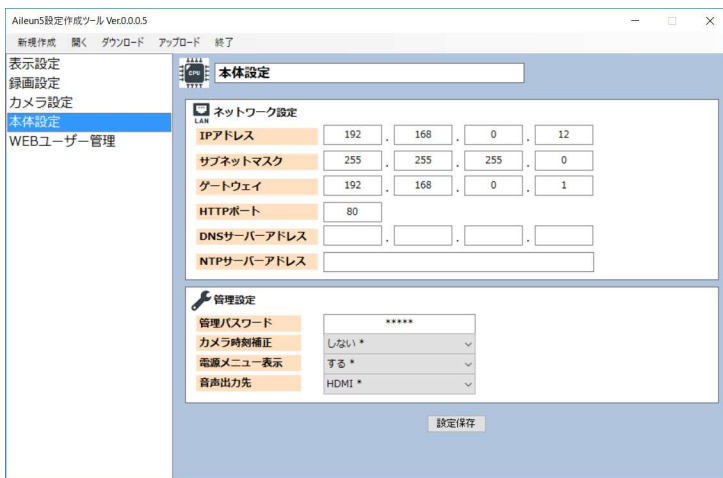 Aileun5設定作成ツール Ver.0.0.0.5
新規作成 開く ダウンロード アップロード 終了
表示設定
録画設定
カメラ設定
本体設定
WEBユーザー管理
CPU 本体設定
LAN ネットワーク設定
IPアドレス 192 . 168 . 0 . 12
サブネットマスク 255 . 255 . 255 . 0
ゲートウェイ 192 . 168 . 0 . 1
HTTPポート 80
DNSサーバーアドレス . . .
NTPサーバーアドレス
管理設定
管理パスワード *****
カメラ時刻補正 しない *
電源メニュー表示 する *
音声出力先 HDMI *
設定保存